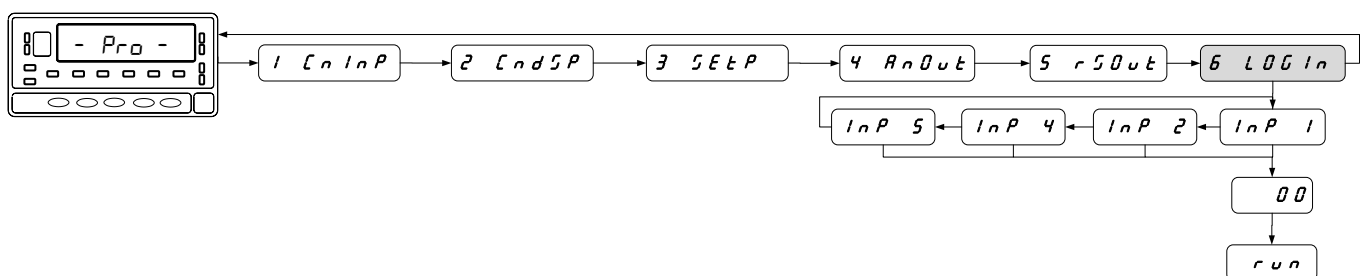 - Pro -
1 CnInP
2 CndSP
3 SEtP
4 AnOut
5 rSOut
6 LOGIn
InP 5
InP 4
InP 2
InP 1
00
run